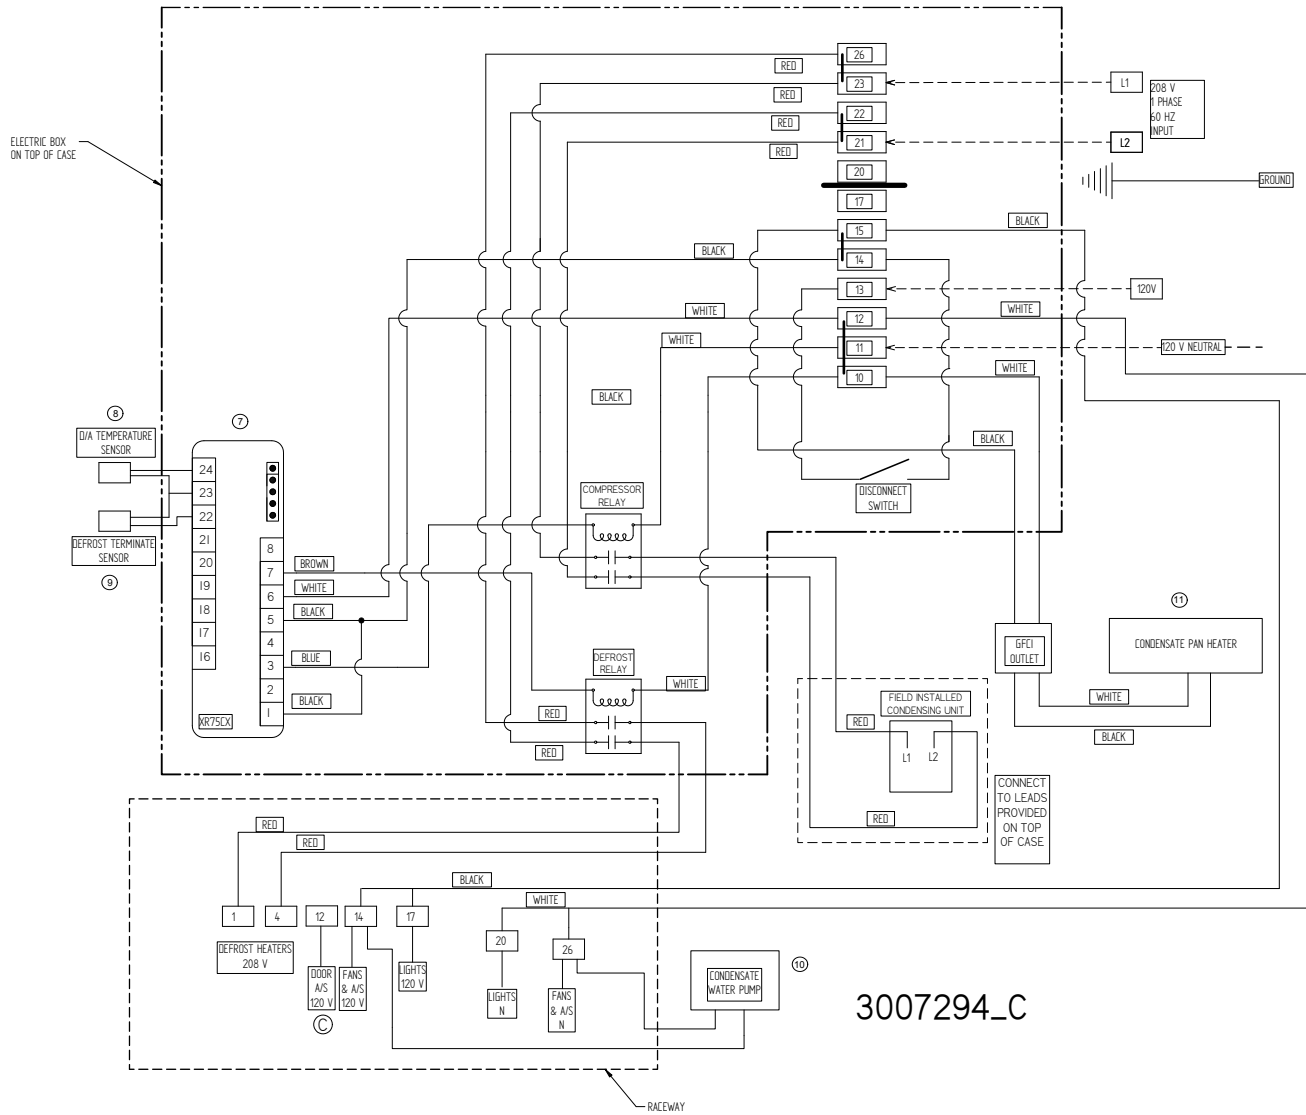 26
RED
23
L1
208 V
1 PHASE
60 HZ
INPUT
RED
22
RED
21
L2
RED
ELECTRIC BOX
ON TOP OF CASE
20
GROUND
17
BLACK
15
BLACK
14
13
120V
WHITE
12
WHITE
WHITE
11
120 V NEUTRAL
10
WHITE
BLACK
8
7
D/A TEMPERATURE
SENSOR
BLACK
24
23
22
21
20
19
18
17
16
COMPRESSOR
RELAY
DISCONNECT
SWITCH
DEFROST TERMINATE
SENSOR
9
8
7
6
5
4
3
2
1
BROWN
WHITE
BLACK
BLUE
BLACK
XR75CX
11
GFCI
OUTLET
CONDENSATE PAN HEATER
DEFROST
RELAY
WHITE
WHITE
BLACK
RED
RED
FIELD INSTALLED
CONDENSING UNIT
RED
L1 L2
CONNECT
TO LEADS
PROVIDED
ON TOP
OF CASE
RED
RED
RED
BLACK
WHITE
1
4
12
14
17
20
26
DEFROST HEATERS
208 V
DOOR
A/S
120 V
C
FANS
& A/S
120 V
LIGHTS
120 V
LIGHTS
N
FANS
& A/S
N
CONDENSATE
WATER PUMP
10
3007294_C
RACEWAY